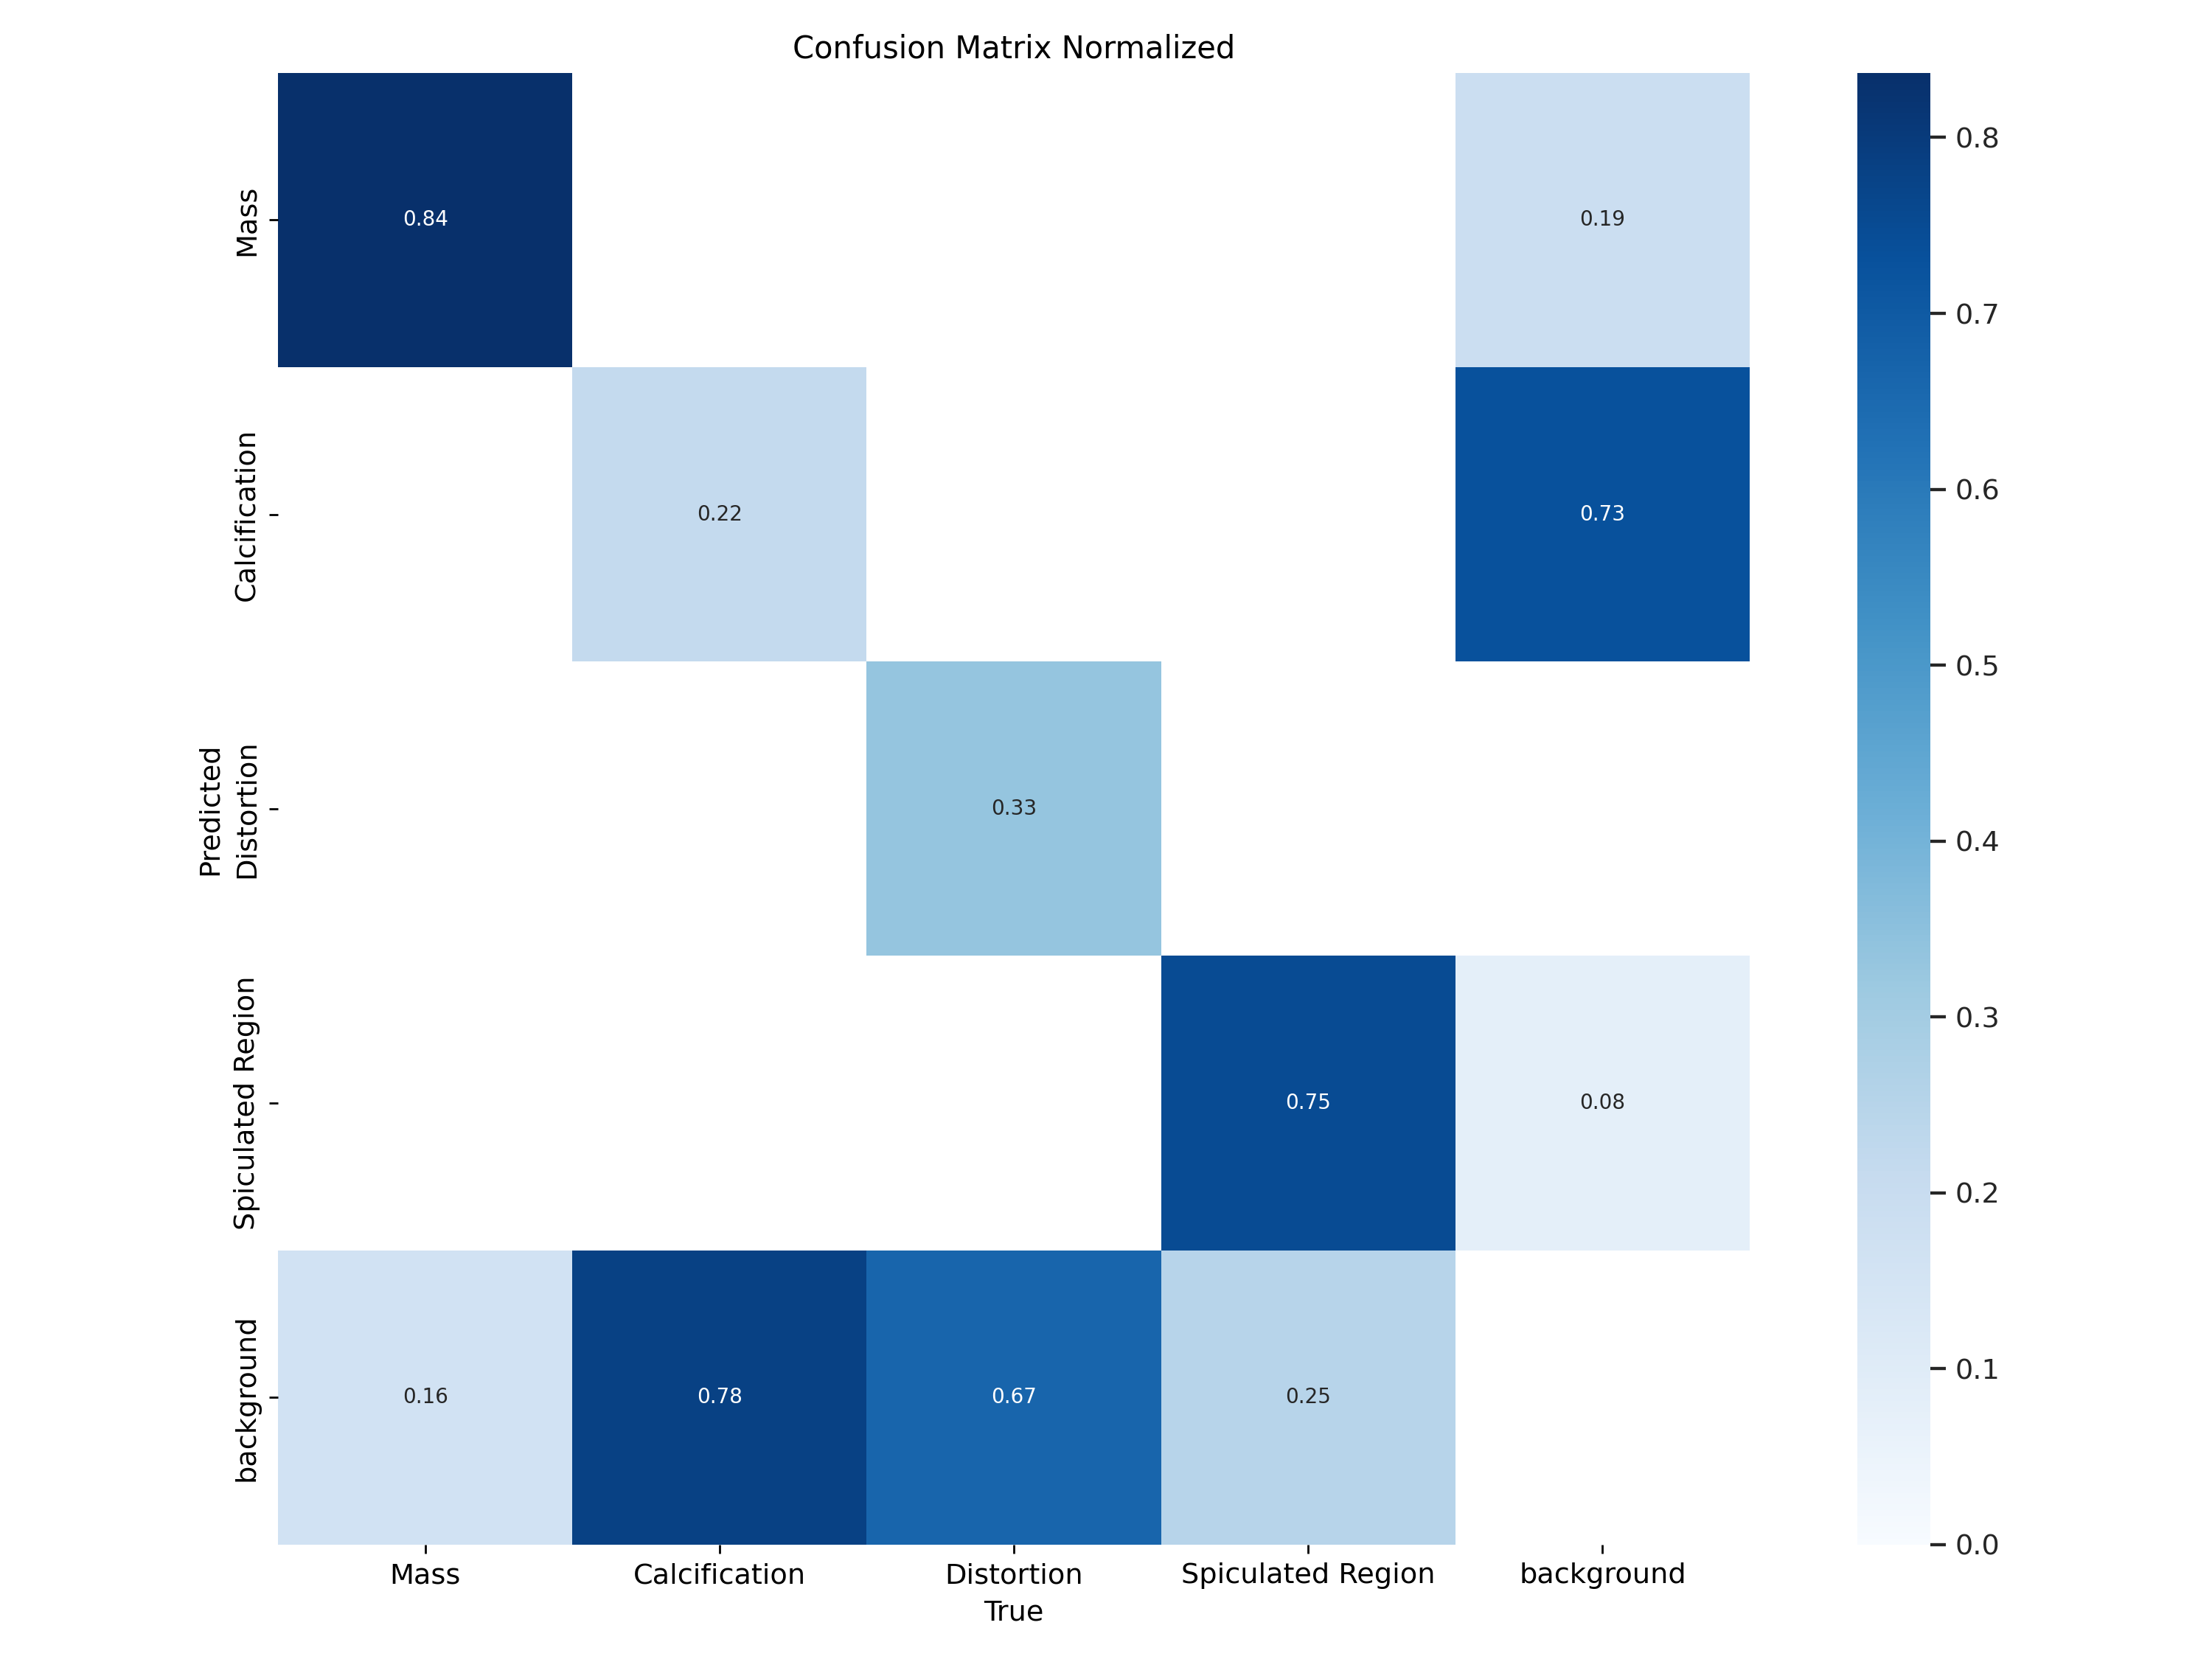 Confusion Matrix Normalized
Mass
0.84
0.19
Calcification
0.22
0.73
Predicted
Distortion
0.33
Spiculated Region
0.75
0.08
background
0.16
0.78
0.67
0.25
Mass
Calcification
Distortion
Spiculated Region
background
True
0.8
0.7
0.6
0.5
0.4
0.3
0.2
0.1
0.0